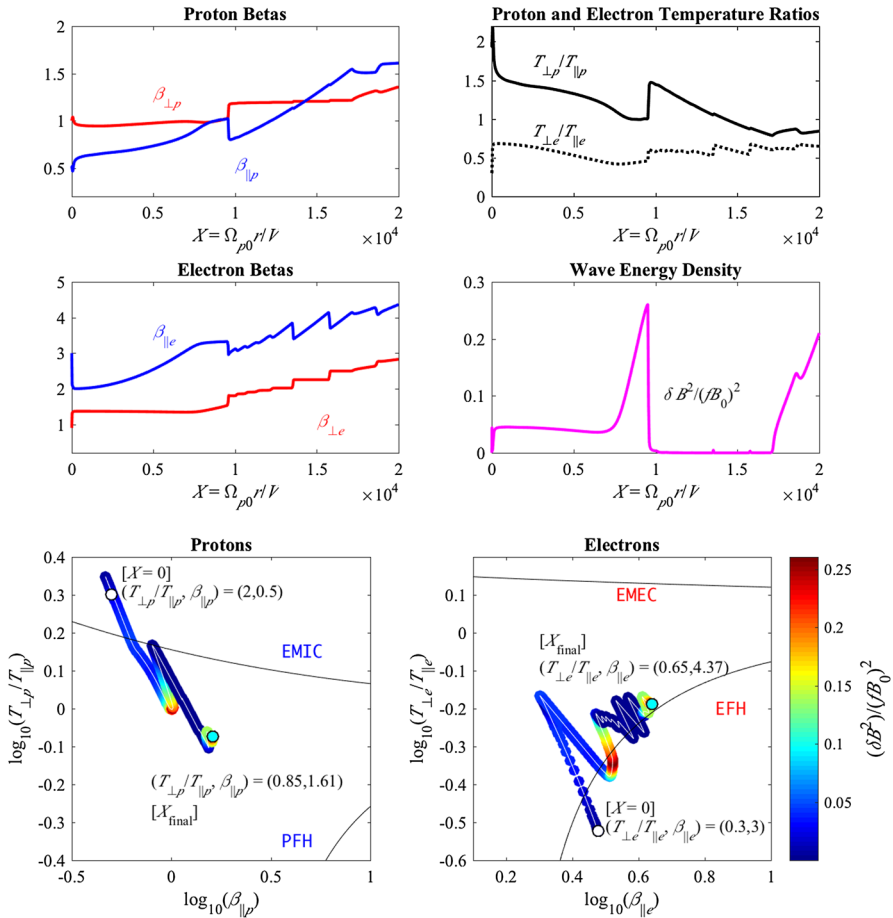 Proton Betas
2
1.5
1
0.5
β⊥p
β∥p
0
0.5
1
1.5
2
X = Ωp0r/V
×10^4
Proton and Electron Temperature Ratios
2
1.5
1
0.5
0
T⊥p/T∥p
T⊥e/T∥e
0
0.5
1
1.5
2
X = Ωp0r/V
×10^4
Electron Betas
5
4
3
2
1
β∥e
β⊥e
0
0.5
1
1.5
2
X = Ωp0r/V
×10^4
Wave Energy Density
0.3
0.2
0.1
0
δB^2/(fB0)^2
0
0.5
1
1.5
2
X = Ωp0r/V
×10^4
Protons
0.4
0.3
0.2
0.1
0
-0.1
-0.2
-0.3
-0.4
log10(T⊥p/T∥p)
[X = 0]
(T⊥p/T∥p, β∥p) = (2,0.5)
EMIC
(T⊥p/T∥p, β∥p) = (0.85,1.61)
[Xfinal]
PFH
-0.5
0
0.5
1
log10(β∥p)
Electrons
0.2
0.1
0
-0.1
-0.2
-0.3
-0.4
-0.5
-0.6
log10(T⊥e/T∥e)
EMEC
[Xfinal]
(T⊥e/T∥e, β∥e) = (0.65,4.37)
EFH
[X = 0]
(T⊥e/T∥e, β∥e) = (0.3,3)
0.2
0.4
0.6
0.8
1
log10(β∥e)
0.25
0.2
0.15
0.1
0.05
(δB^2)/(fB0)^2